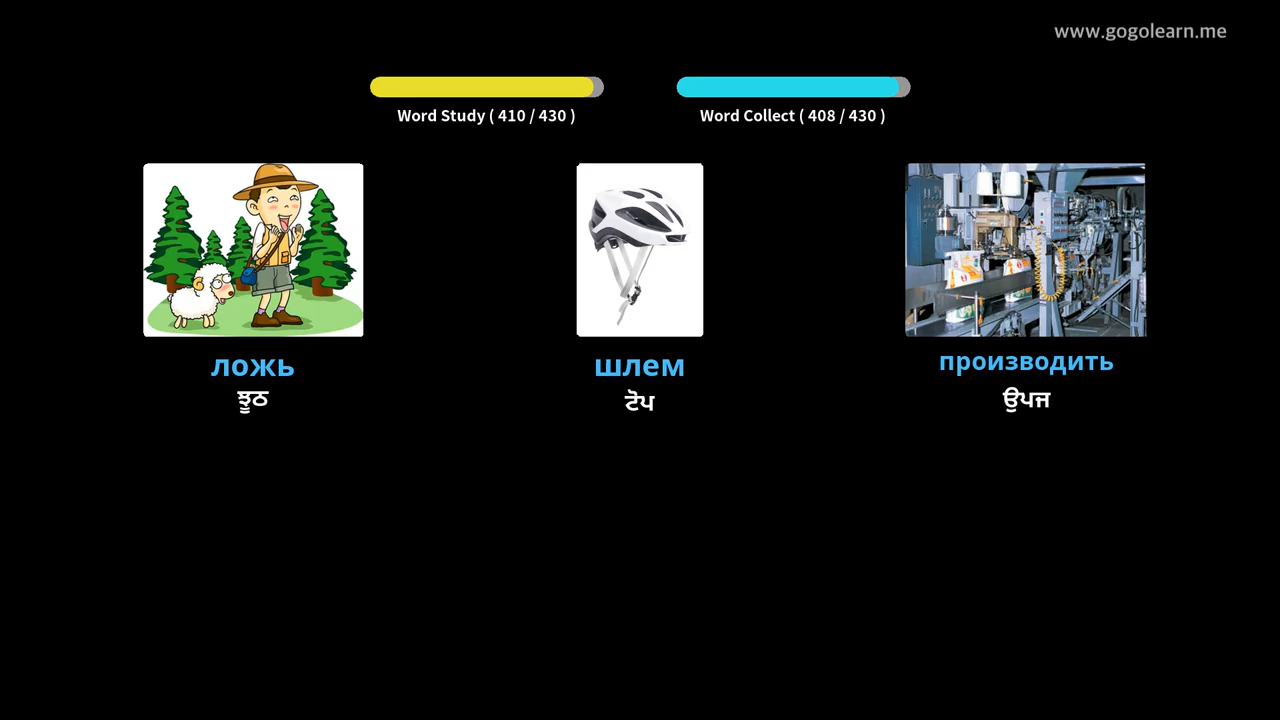 www.gogolearn.me
Word Study ( 410 / 430 )
Word Collect ( 408 / 430 )
ложь
шлем
производить
ਝੂਠ
ਟੋਪ
ਉਪਜ